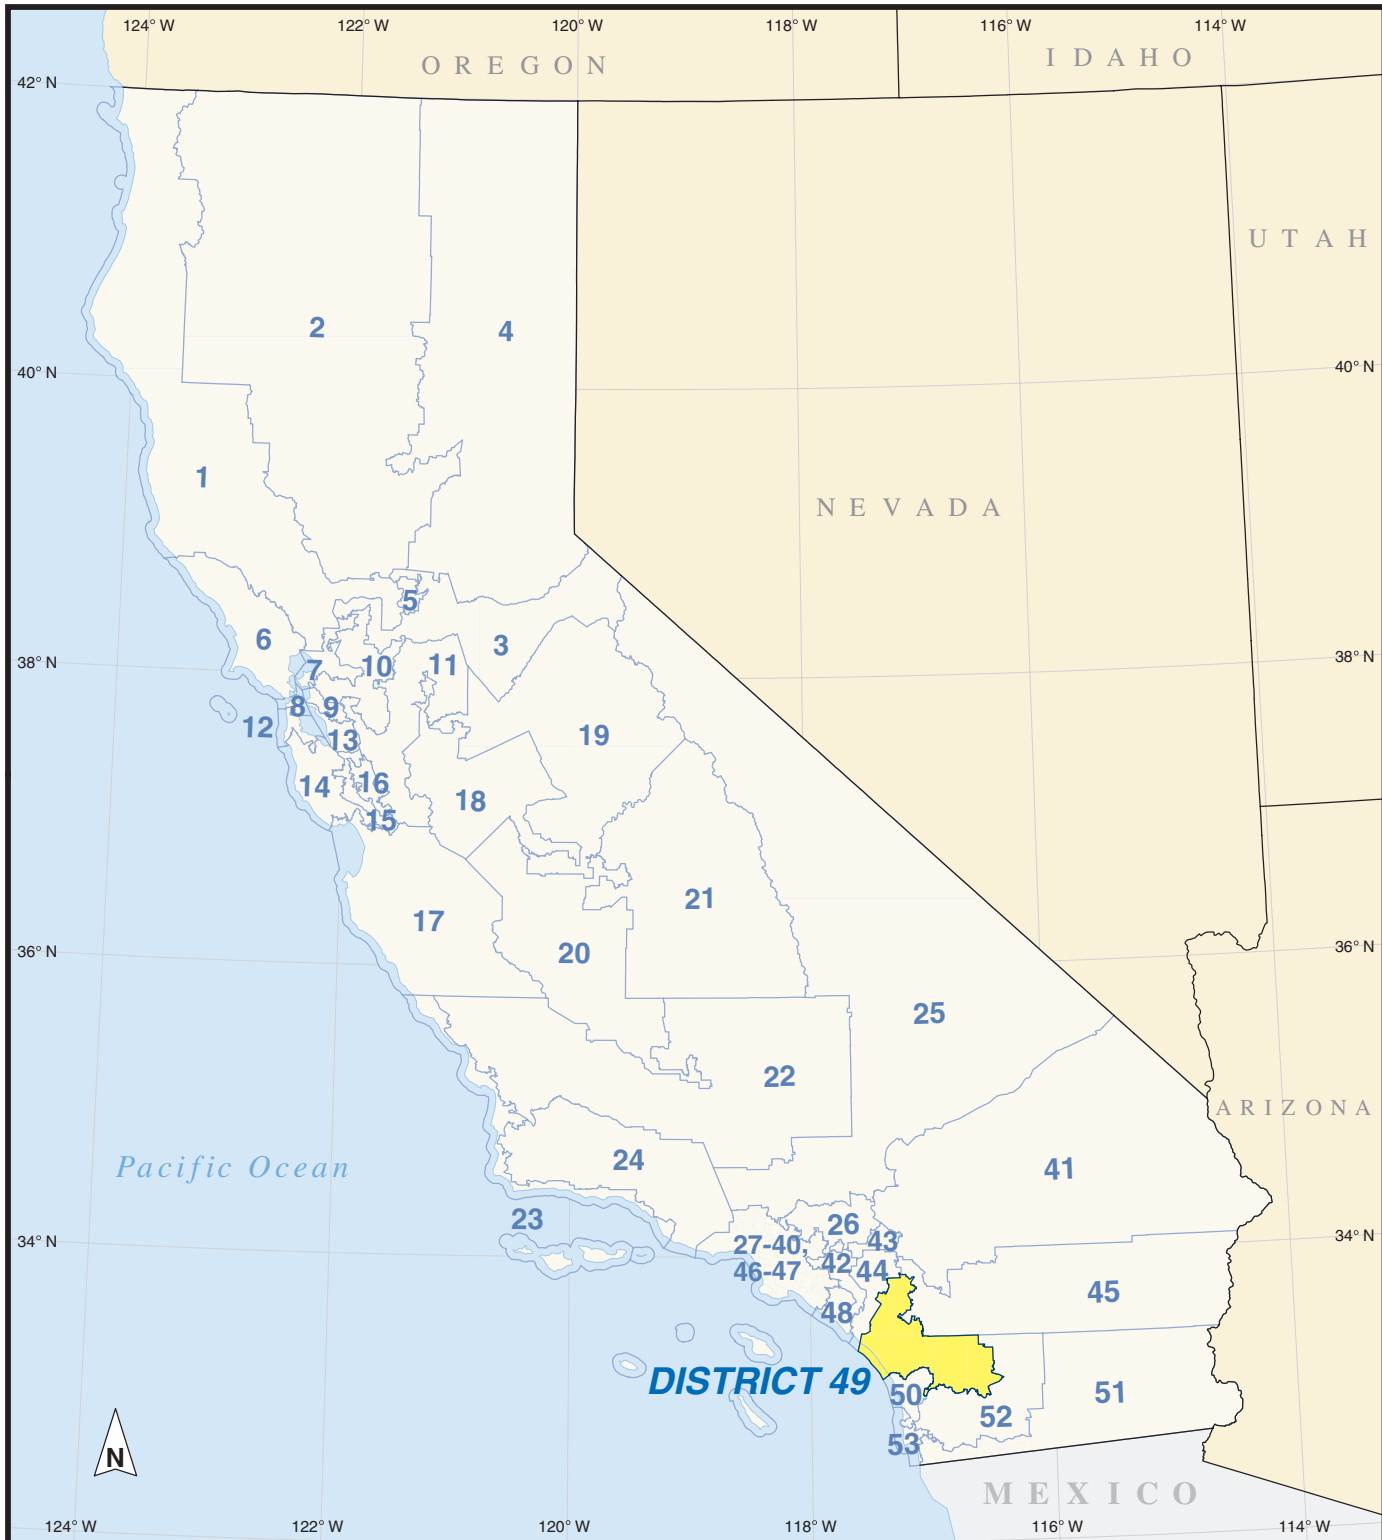 124° W 122° W 120° W 118° W 116° W 114° W
OREGON IDAHO
42° N
UTAH
2 4
40° N 40° N
1
NEVADA
5
6 3
38° N 7 10 11 38° N
8 9
12 13 19
14 16 18
15
21
17
20
36° N 36° N
25
22
ARIZONA
Pacific Ocean 24 41
23 26
34° N 27-40, 43 34° N
46-47 42 44
45
48
DISTRICT 49
50 51
52
53
N
MEXICO
124° W 122° W 120° W 118° W 116° W 114° W